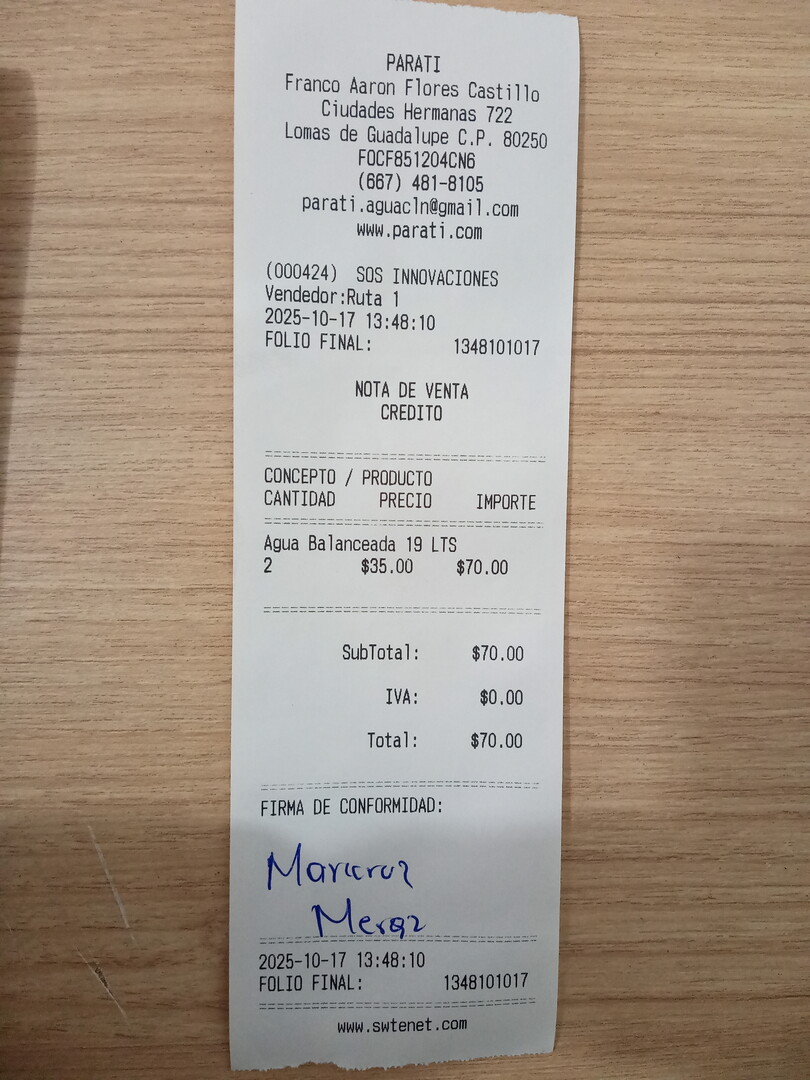 PARATI
Franco Aaron Flores Castillo
Ciudades Hermanas 722
Lomas de Guadalupe C.P. 80250
FOCF851204CN6
(667) 481-8105
parati.aguacln@gmail.com
www.parati.com
(000424) SOS INNOVACIONES
Vendedor:Ruta 1
2025-10-17 13:48:10
FOLIO FINAL: 1348101017
NOTA DE VENTA
CREDITO
CONCEPTO / PRODUCTO
CANTIDAD PRECIO IMPORTE
Agua Balanceada 19 LTS
2 $35.00 $70.00
SubTotal: $70.00
IVA: $0.00
Total: $70.00
FIRMA DE CONFORMIDAD:
Maricruz
Meraz
2025-10-17 13:48:10
FOLIO FINAL: 1348101017
www.swtenet.com